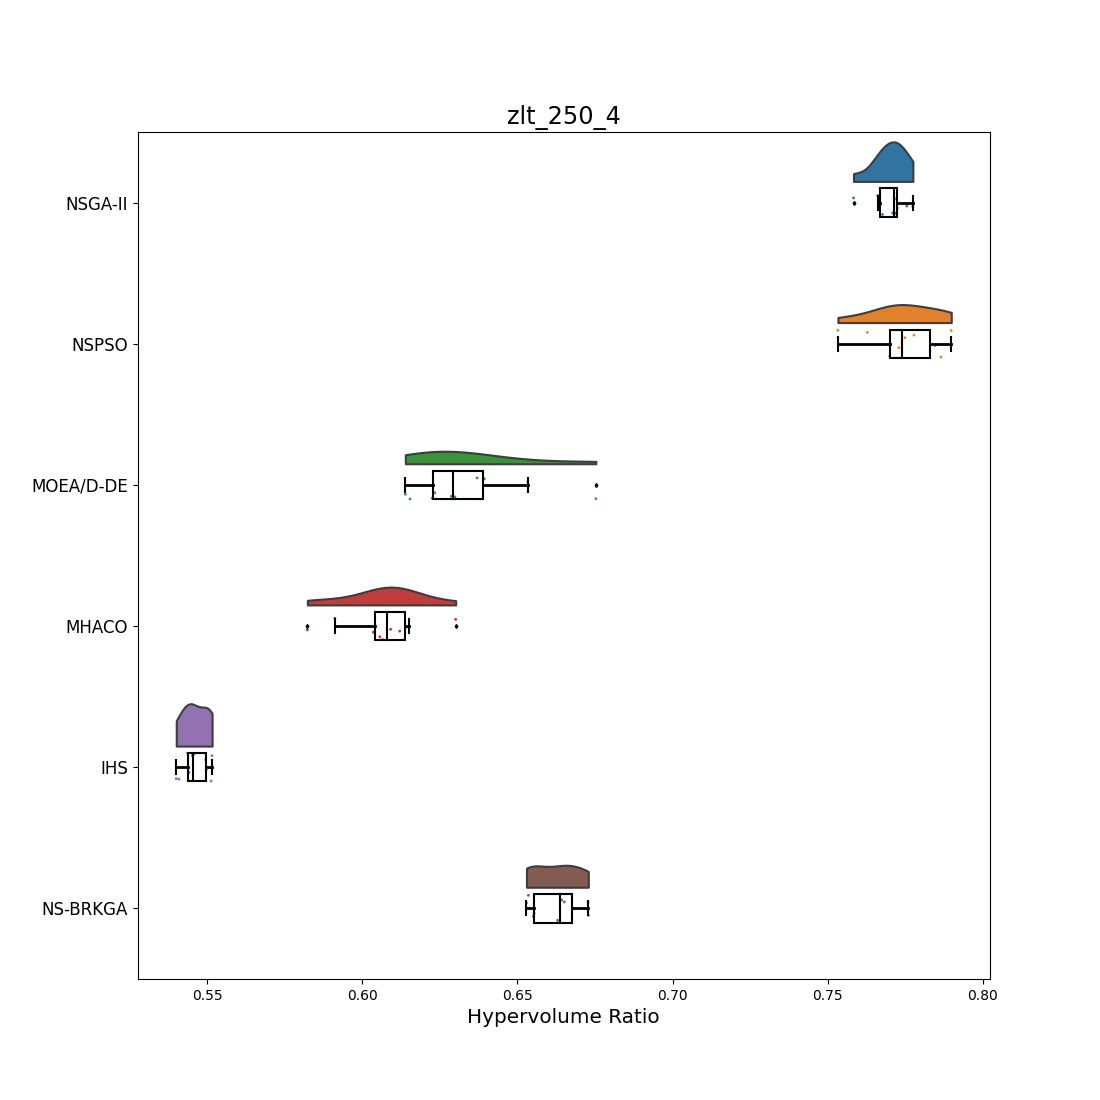 zlt_250_4
NSGA-II
NSPSO
MOEA/D-DE
MHACO
IHS
NS-BRKGA
0.55 0.60 0.65 0.70 0.75 0.80
Hypervolume Ratio